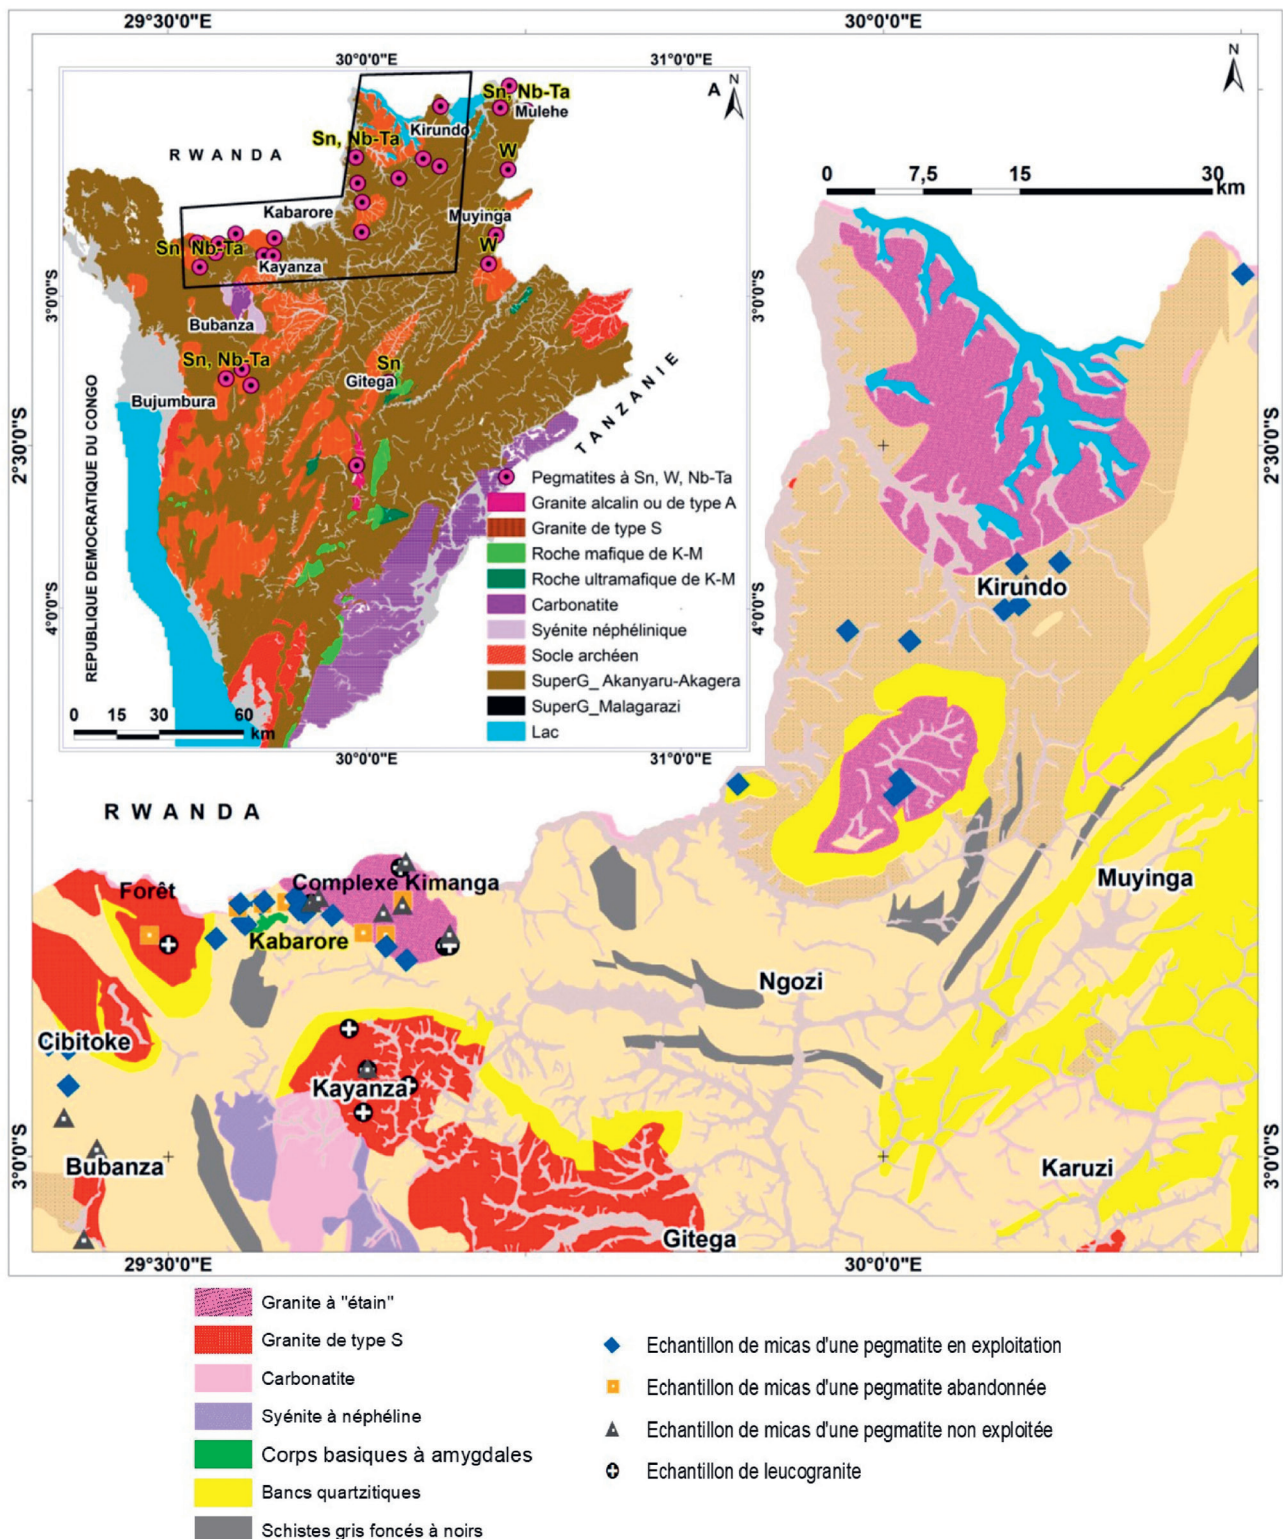 29°30'0"E
30°0'0"E
N
30°0'0"E
31°0'0"E
A
N
Sn, Nb-Ta
Mulehe
Kirundo
Sn, Nb-Ta
RWANDA
W
Kabarore
Muyinga
Sn, Nb-Ta
W
Kayanza
3°0'0"S
3°0'0"S
Bubanza
Sn, Nb-Ta
Sn
Gitega
Bujumbura
TANZANIE
REPUBLIQUE DEMOCRATIQUE DU CONGO
4°0'0"S
4°0'0"S
Pegmatites à Sn, W, Nb-Ta
Granite alcalin ou de type A
Granite de type S
Roche mafique de K-M
Roche ultramafique de K-M
Carbonatite
Syénite néphélinique
Socle archéen
SuperG_ Akanyaru-Akagera
SuperG_Malagarazi
Lac
0 15 30 60
km
30°0'0"E
31°0'0"E
0 7,5 15 30
km
2°30'0"S
2°30'0"S
Kirundo
RWANDA
Forêt
Complexe Kimanga
Muyinga
Kabarore
Ngozi
Cibitoke
Kayanza
Bubanza
Karuzi
Gitega
3°0'0"S
3°0'0"S
29°30'0"E
30°0'0"E
Granite à "étain"
Granite de type S
Carbonatite
Syénite à néphéline
Corps basiques à amygdales
Bancs quartzitiques
Schistes gris foncés à noirs
Echantillon de micas d'une pegmatite en exploitation
Echantillon de micas d'une pegmatite abandonnée
Echantillon de micas d'une pegmatite non exploitée
Echantillon de leucogranite